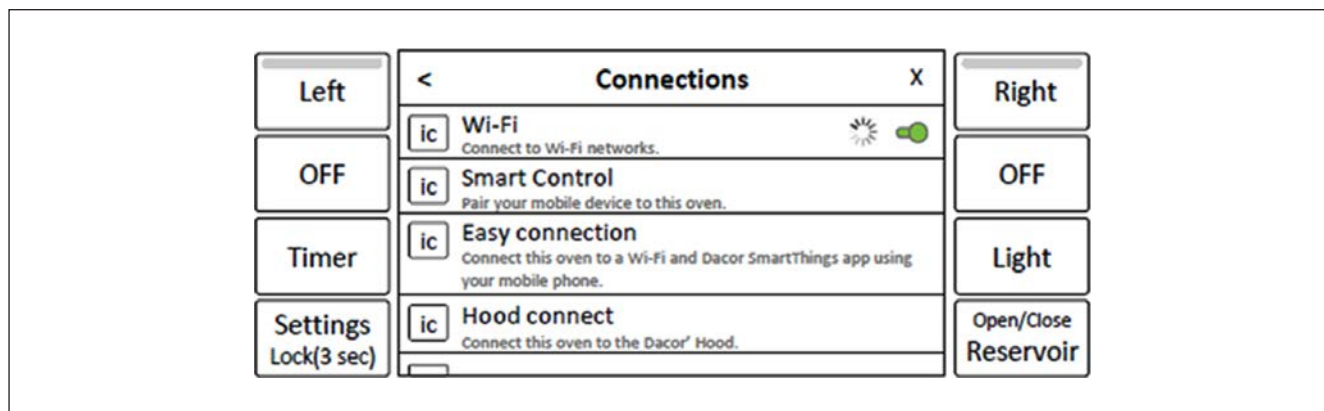 Left
OFF
Timer
Settings
Lock(3 sec)
< Connections X
ic Wi-Fi
Connect to Wi-Fi networks.
ic Smart Control
Pair your mobile device to this oven.
ic Easy connection
Connect this oven to a Wi-Fi and Dacor SmartThings app using
your mobile phone.
ic Hood connect
Connect this oven to the Dacor' Hood.
Right
OFF
Light
Open/Close
Reservoir